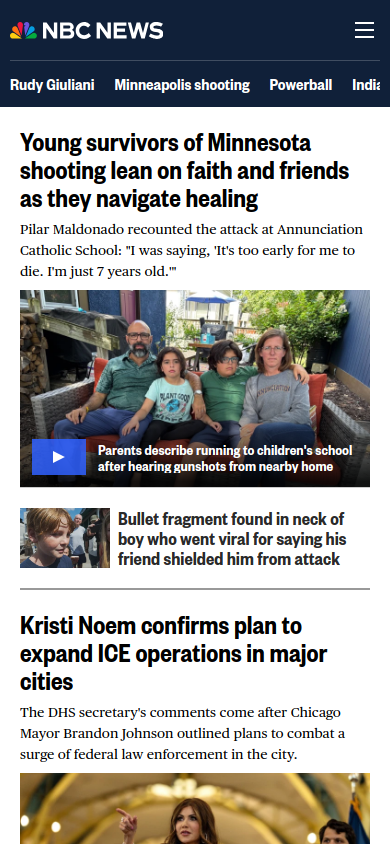 NBC NEWS
Rudy Giuliani Minneapolis shooting Powerball India
Young survivors of Minnesota
shooting lean on faith and friends
as they navigate healing
Pilar Maldonado recounted the attack at Annunciation
Catholic School: "I was saying, 'It's too early for me to
die. I'm just 7 years old.'"
PLANT GOOD
ANNUNCIATION
Parents describe running to children's school
after hearing gunshots from nearby home
Bullet fragment found in neck of
boy who went viral for saying his
friend shielded him from attack
Kristi Noem confirms plan to
expand ICE operations in major
cities
The DHS secretary's comments come after Chicago
Mayor Brandon Johnson outlined plans to combat a
surge of federal law enforcement in the city.